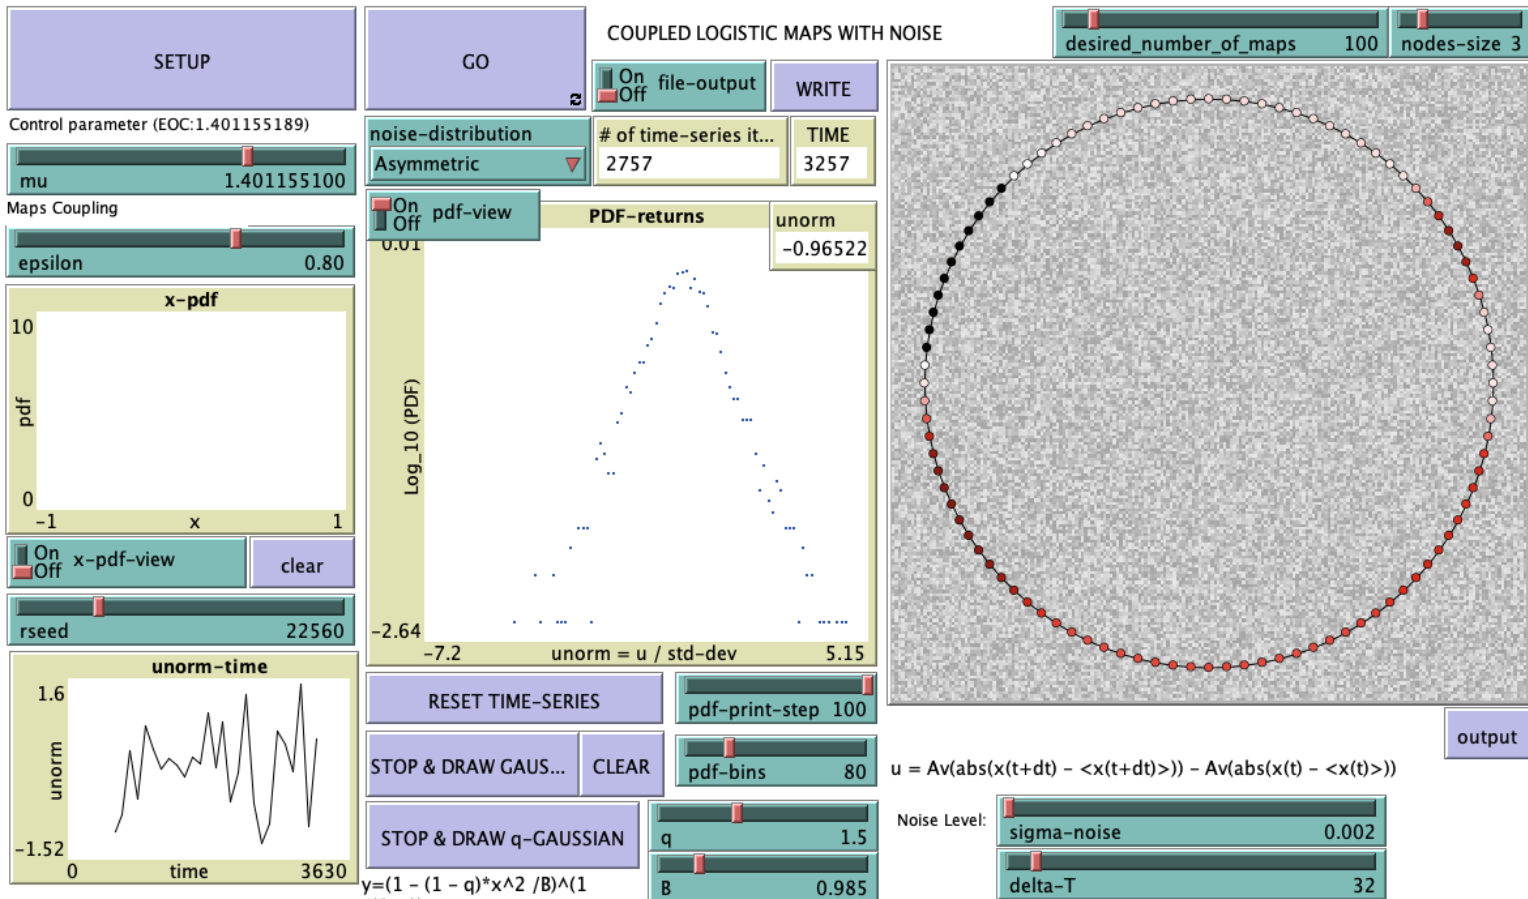 SETUP
GO
COUPLED LOGISTIC MAPS WITH NOISE
desired_number_of_maps 100
nodes-size 3
On
Off
file-output
WRITE
Control parameter (EOC:1.401155189)
mu 1.401155100
noise-distribution
Asymmetric
# of time-series it...
2757
TIME
3257
Maps Coupling
epsilon 0.80
On
Off
pdf-view
PDF-returns
unorm
-0.96522
0.01
Log_10 (PDF)
-2.64
-7.2
unorm = u / std-dev
5.15
x-pdf
10
pdf
0
-1
x
1
On
Off
x-pdf-view
clear
rseed 22560
unorm-time
1.6
unorm
-1.52
0
time
3630
RESET TIME-SERIES
pdf-print-step 100
STOP & DRAW GAUS...
CLEAR
pdf-bins 80
STOP & DRAW q-GAUSSIAN
q 1.5
B 0.985
y=(1 - (1 - q)*x^2 /B)^(1
output
u = Av(abs(x(t+dt) - <x(t+dt)>)) - Av(abs(x(t) - <x(t)>))
Noise Level:
sigma-noise 0.002
delta-T 32